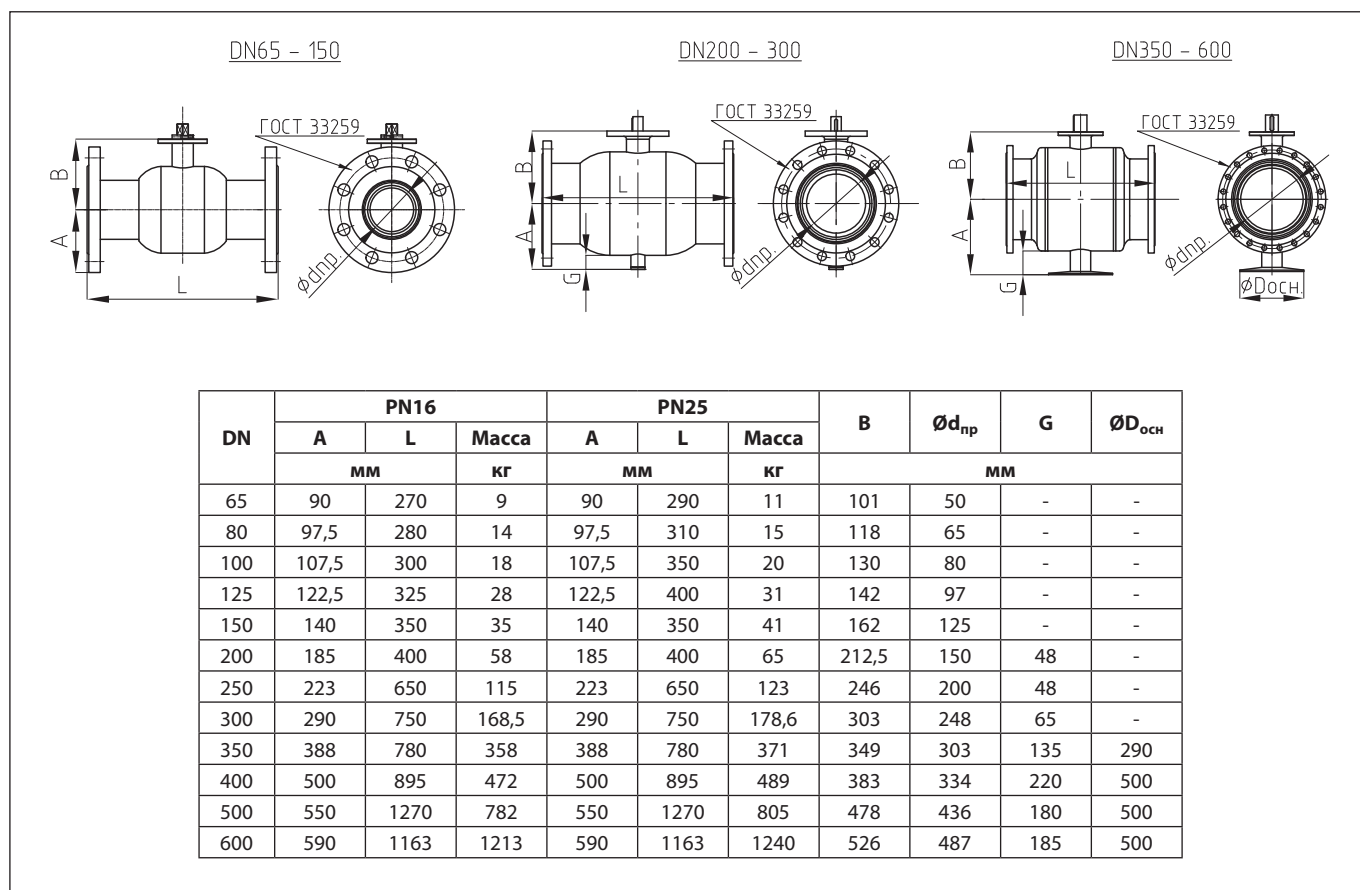 DN65 - 150 DN200 - 300 DN350 - 600
ГОСТ 33259 ГОСТ 33259 ГОСТ 33259
B A L Фdпр.
B A L G Фdпр.
B A L G Фdпр. ФDосн.
DN PN16 PN25 B Ødпр G ØDосн
A L Масса A L Масса
мм кг мм кг мм
65 90 270 9 90 290 11 101 50 - -
80 97,5 280 14 97,5 310 15 118 65 - -
100 107,5 300 18 107,5 350 20 130 80 - -
125 122,5 325 28 122,5 400 31 142 97 - -
150 140 350 35 140 350 41 162 125 - -
200 185 400 58 185 400 65 212,5 150 48 -
250 223 650 115 223 650 123 246 200 48 -
300 290 750 168,5 290 750 178,6 303 248 65 -
350 388 780 358 388 780 371 349 303 135 290
400 500 895 472 500 895 489 383 334 220 500
500 550 1270 782 550 1270 805 478 436 180 500
600 590 1163 1213 590 1163 1240 526 487 185 500